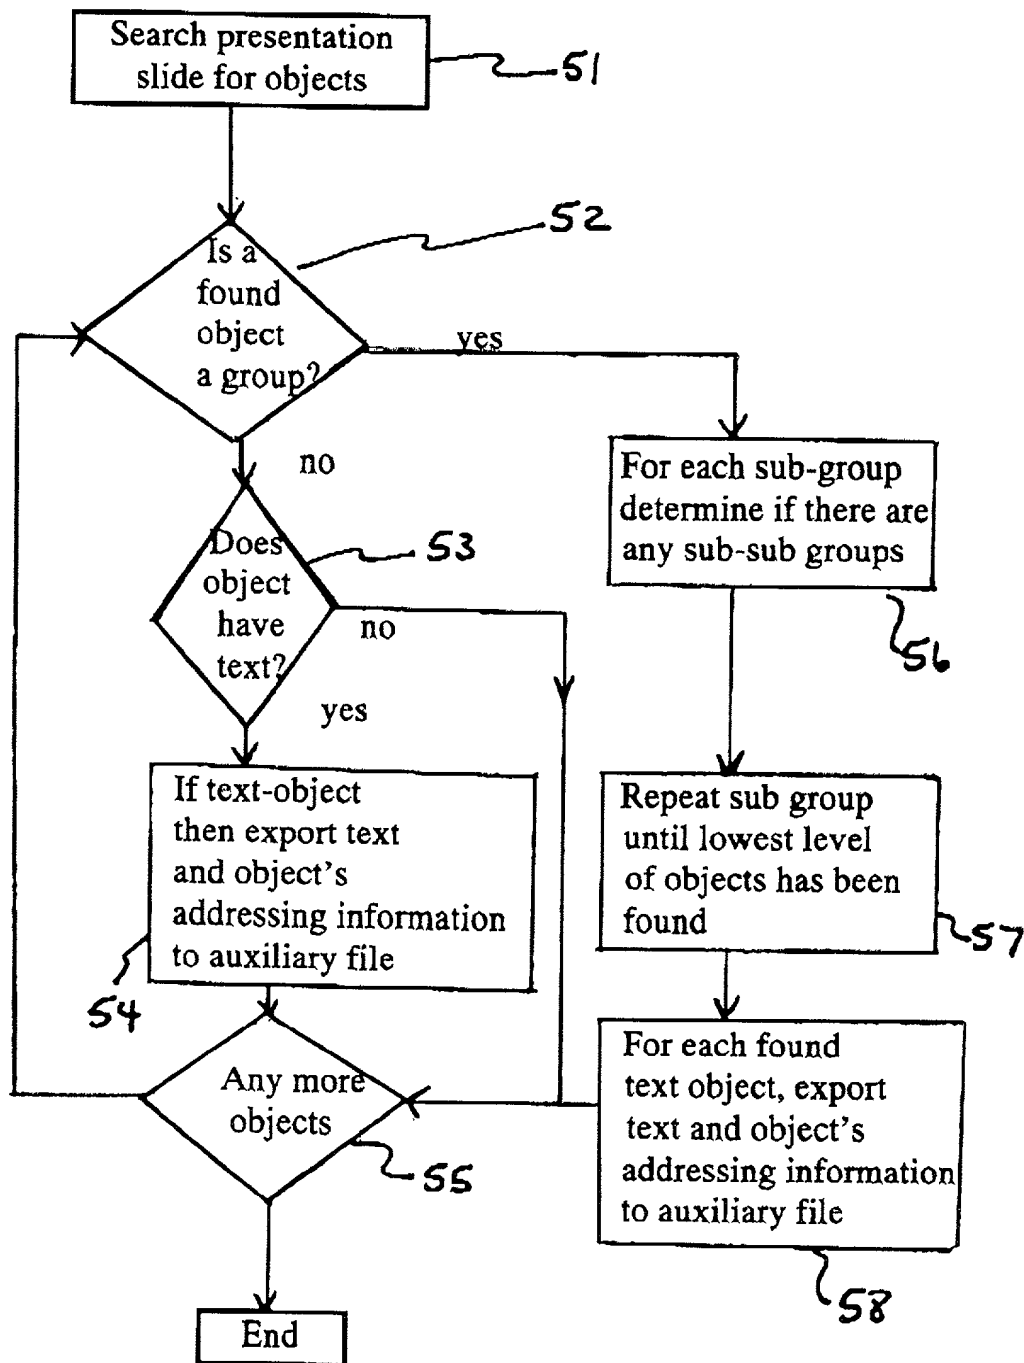 Search presentation
slide for objects
51
52
Is a
found
object
a group?
yes
no
For each sub-group
determine if there are
any sub-sub groups
56
Does
object
have
text?
53
no
yes
If text-object
then export text
and object's
addressing information
to auxiliary file
54
Repeat sub group
until lowest level
of objects has been
found
57
Any more
objects
55
For each found
text object, export
text and object's
addressing information
to auxiliary file
58
End